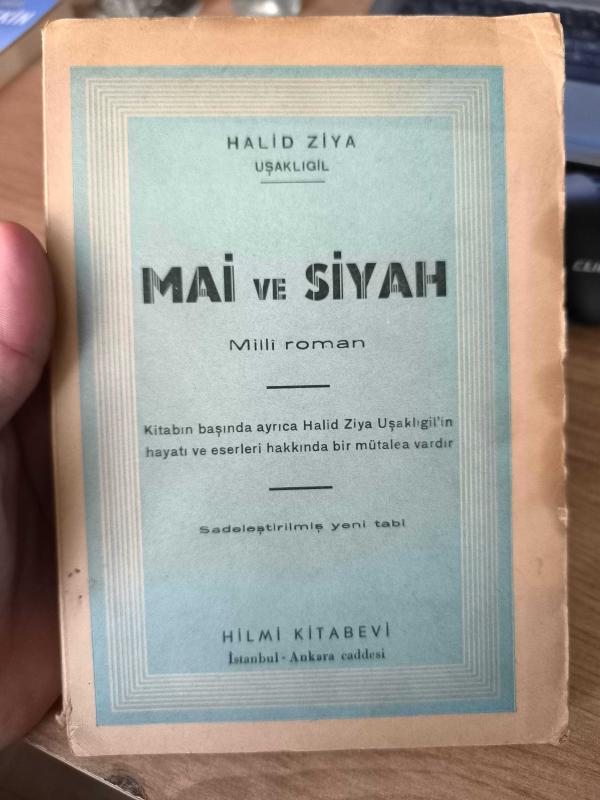 HALİD ZİYA
UŞAKLIGİL
MAİ VE SİYAH
Millî roman
Kitabın başında ayrıca Halid Ziya Uşaklıgil'in
hayatı ve eserleri hakkında bir mütalea vardır
Sadeleştirilmiş yeni tabı
HİLMİ KİTABEVİ
İstanbul - Ankara caddesi